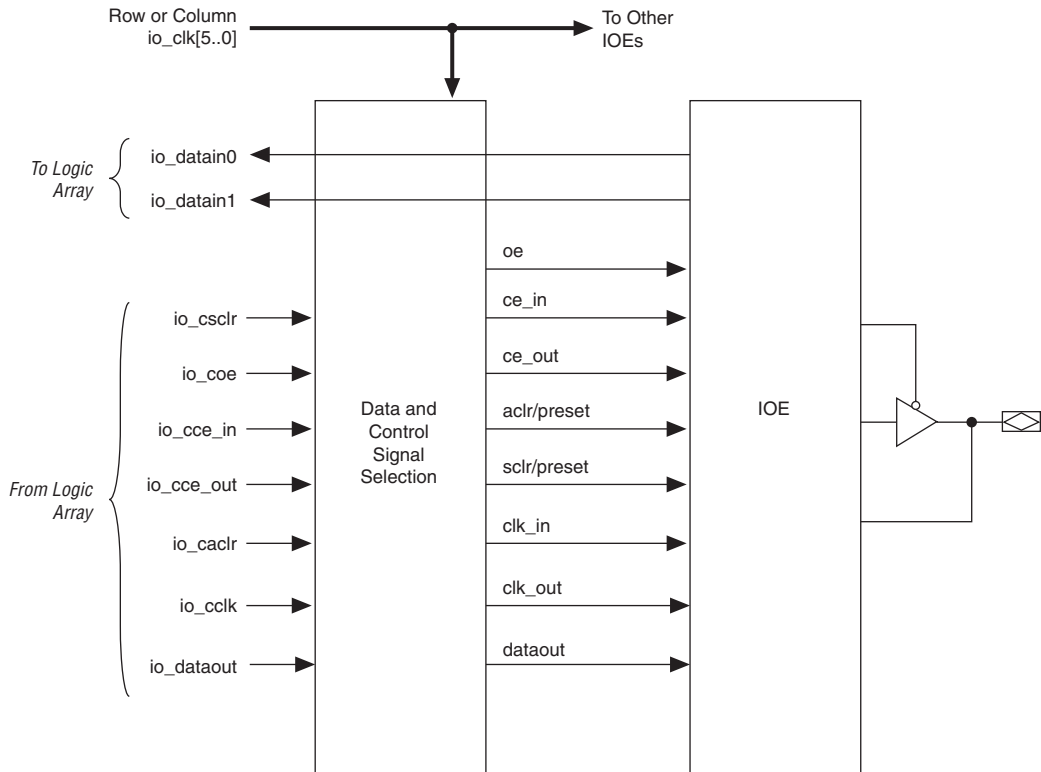 Row or Column
io_clk[5..0]
To Other
IOEs
To Logic
Array
io_datain0
io_datain1
From Logic
Array
io_csclr
io_coe
io_cce_in
io_cce_out
io_caclr
io_cclk
io_dataout
Data and
Control
Signal
Selection
oe
ce_in
ce_out
aclr/preset
sclr/preset
clk_in
clk_out
dataout
IOE